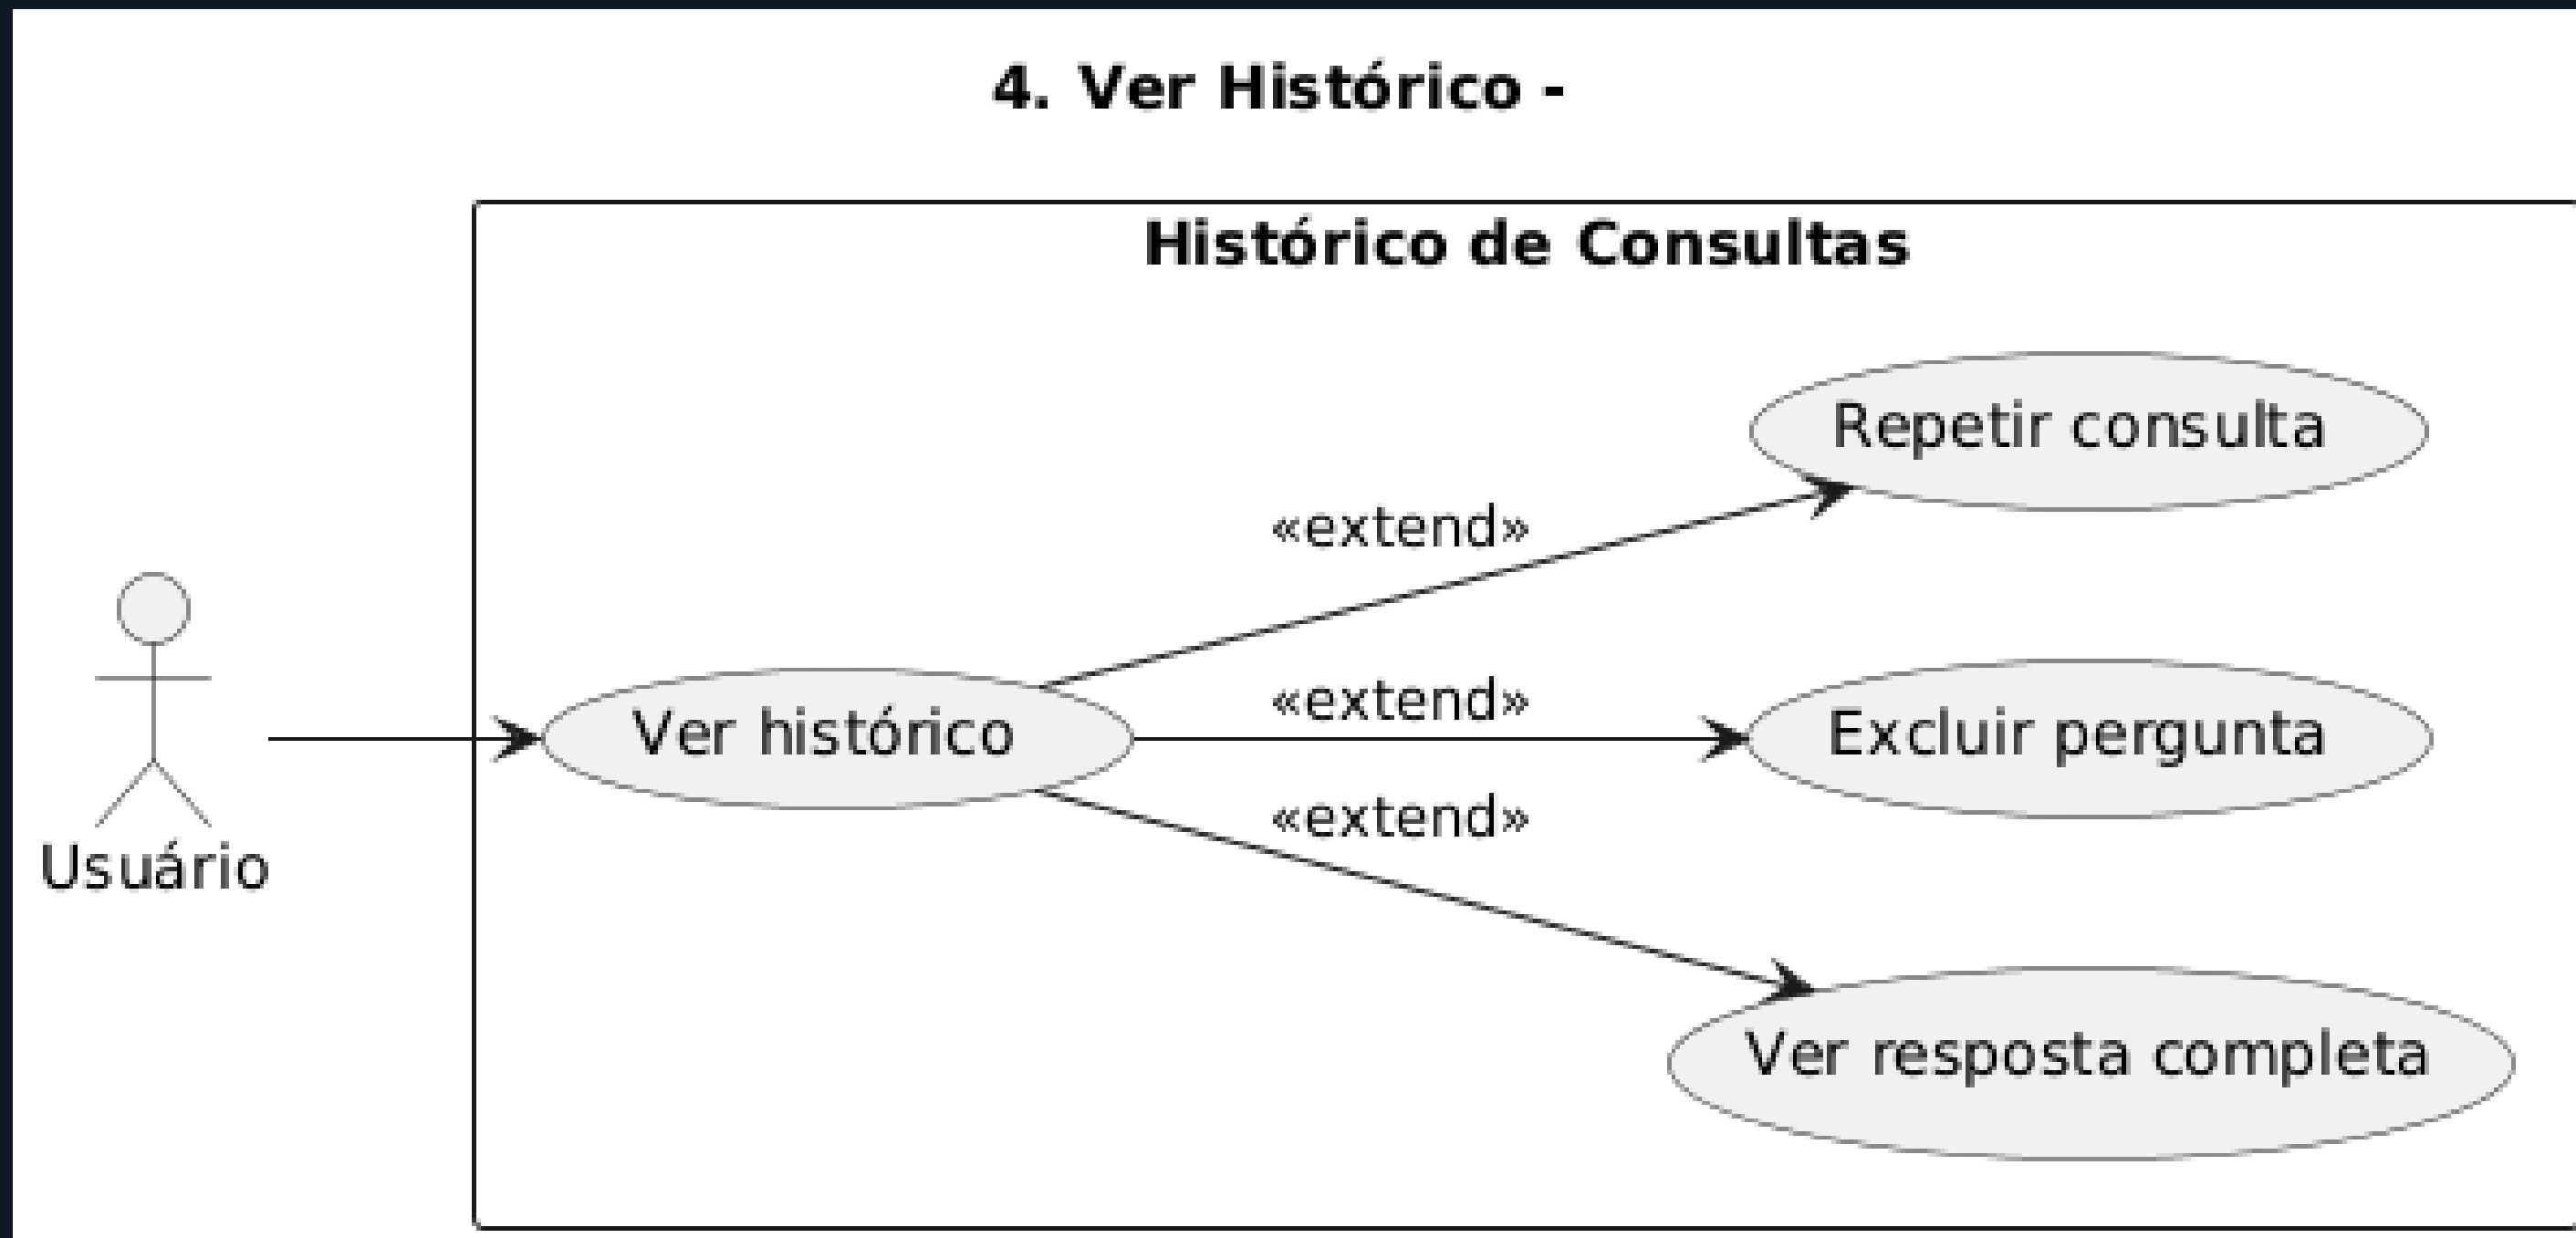 4. Ver Histórico -
Histórico de Consultas
Repetir consulta
«extend»
«extend»
Ver histórico
Excluir pergunta
«extend»
Usuário
Ver resposta completa